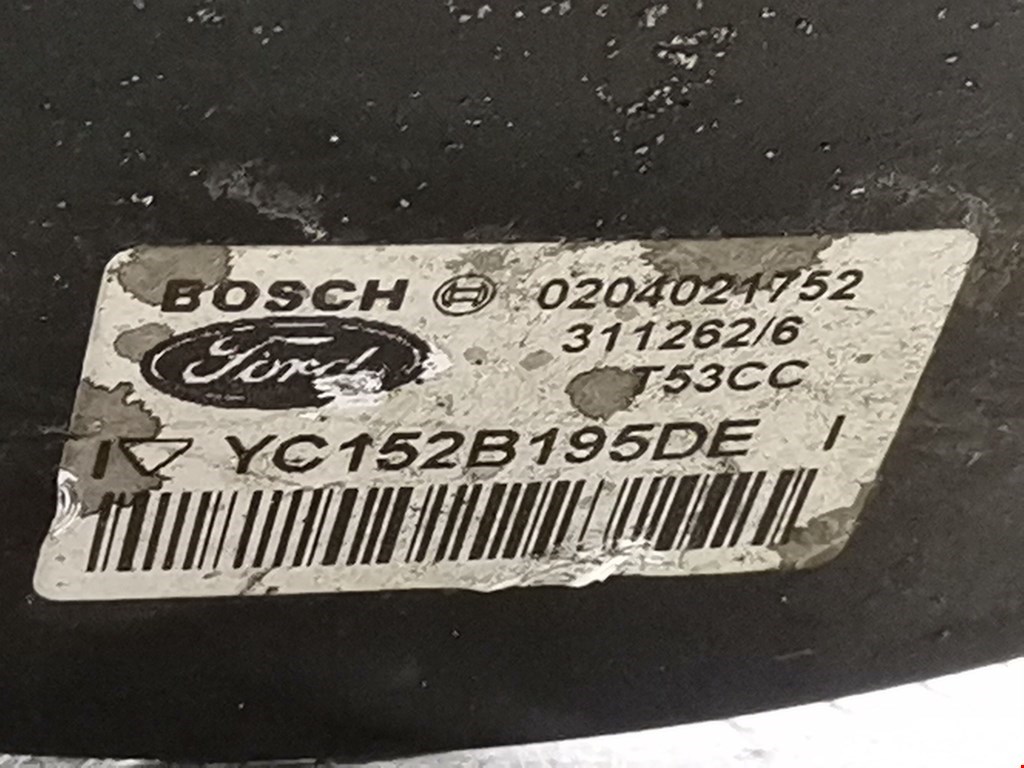 BOSCH 0204021752
311262/6
Ford
T53CC
I YC152B195DE I